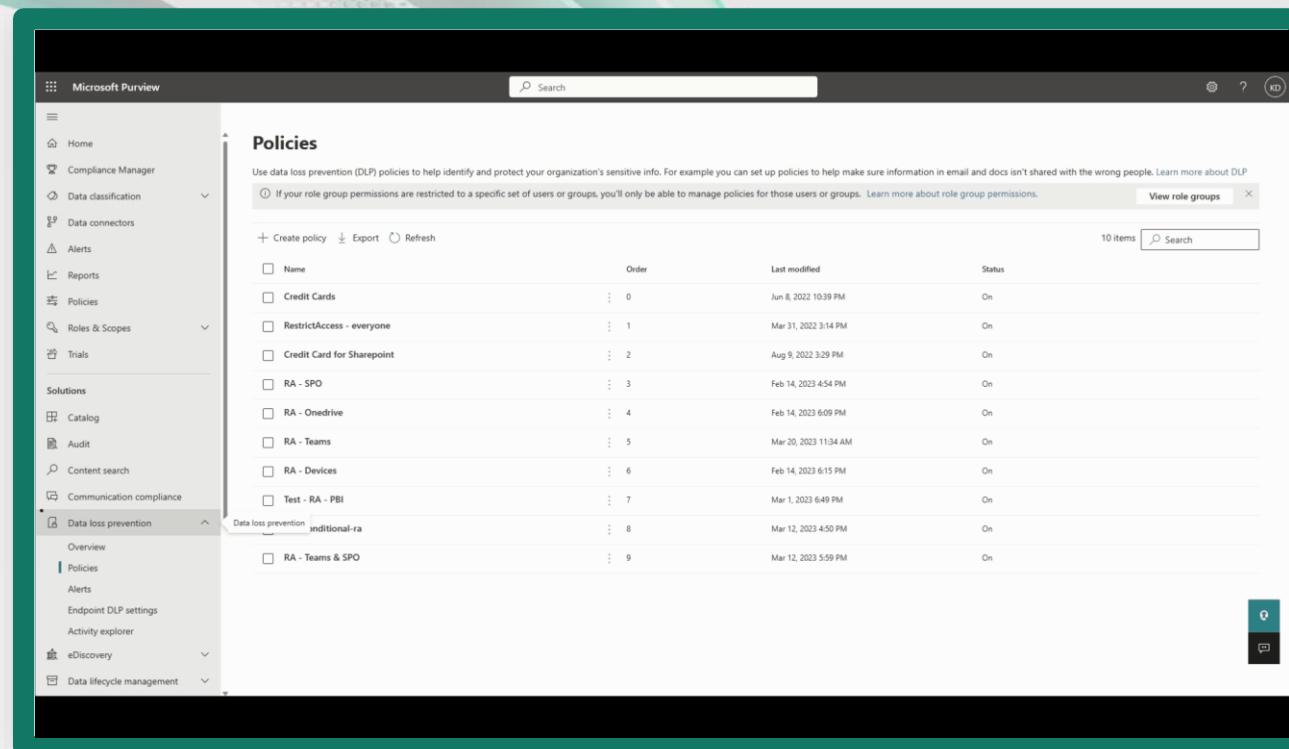 Microsoft Purview
Search
?
KD
Home
Compliance Manager
Data classification
Data connectors
Alerts
Reports
Policies
Roles & Scopes
Trials
Solutions
Catalog
Audit
Content search
Communication compliance
Data loss prevention
Overview
Policies
Alerts
Endpoint DLP settings
Activity explorer
eDiscovery
Data lifecycle management
Data loss prevention
Policies
Use data loss prevention (DLP) policies to help identify and protect your organization's sensitive info. For example you can set up policies to help make sure information in email and docs isn't shared with the wrong people. Learn more about DLP
If your role group permissions are restricted to a specific set of users or groups, you'll only be able to manage policies for those users or groups. Learn more about role group permissions.
View role groups
Create policy Export Refresh
10 items Search
Name Order Last modified Status
Credit Cards 0 Jun 8, 2022 10:39 PM On
RestrictAccess - everyone 1 Mar 31, 2022 3:14 PM On
Credit Card for Sharepoint 2 Aug 9, 2022 3:29 PM On
RA - SPO 3 Feb 14, 2023 4:54 PM On
RA - Onedrive 4 Feb 14, 2023 6:09 PM On
RA - Teams 5 Mar 20, 2023 11:34 AM On
RA - Devices 6 Feb 14, 2023 6:15 PM On
Test - RA - PBI 7 Mar 1, 2023 6:49 PM On
onditional-ra 8 Mar 12, 2023 4:50 PM On
RA - Teams & SPO 9 Mar 12, 2023 5:59 PM On